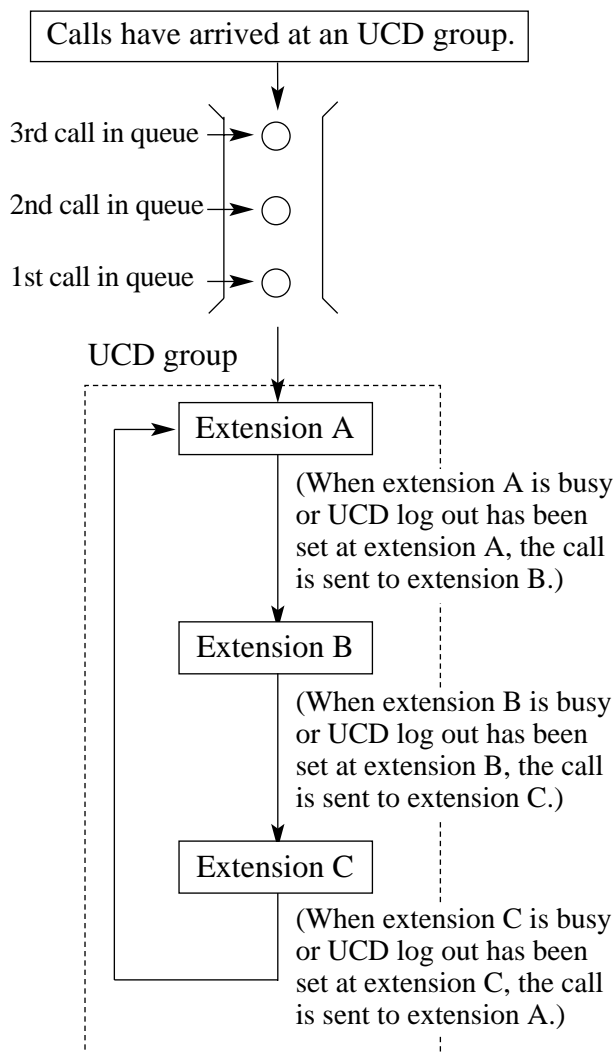 Calls have arrived at an UCD group.
3rd call in queue
2nd call in queue
1st call in queue
UCD group
Extension A
(When extension A is busy
or UCD log out has been
set at extension A, the call
is sent to extension B.)
Extension B
(When extension B is busy
or UCD log out has been
set at extension B, the call
is sent to extension C.)
Extension C
(When extension C is busy
or UCD log out has been
set at extension C, the call
is sent to extension A.)